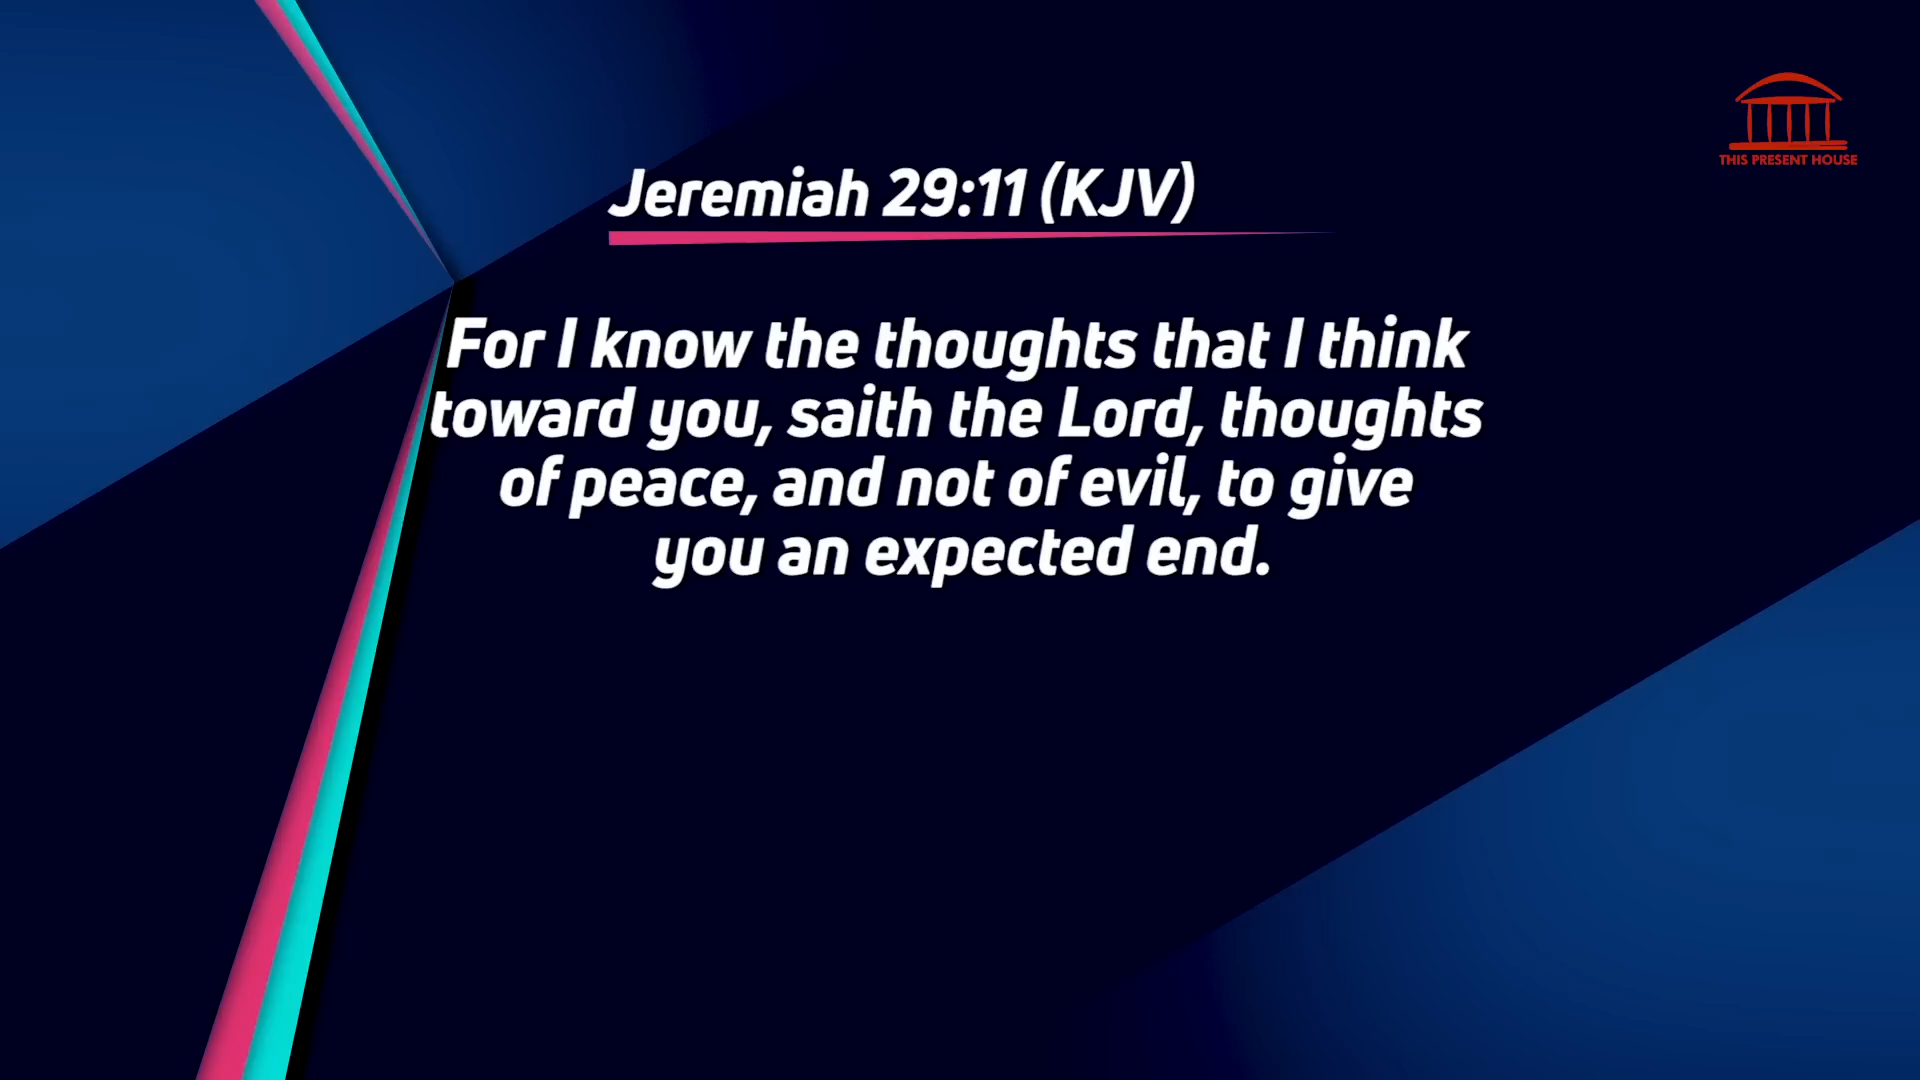 THIS PRESENT HOUSE
Jeremiah 29:11 (KJV)
For I know the thoughts that I think
toward you, saith the Lord, thoughts
of peace, and not of evil, to give
you an expected end.